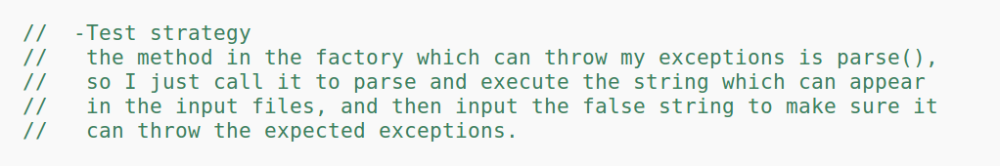 //  -Test strategy
//   the method in the factory which can throw my exceptions is parse(),
//   so I just call it to parse and execute the string which can appear
//   in the input files, and then input the false string to make sure it
//   can throw the expected exceptions.